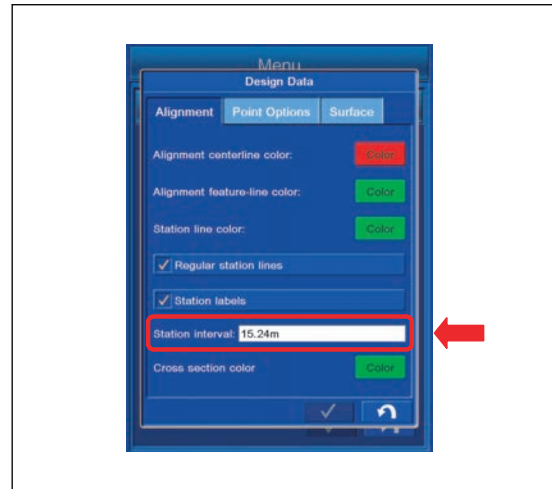 Menu
Design Data
Alignment Point Options Surface
Alignment centerline color: Color
Alignment feature-line color: Color
Station line color: Color
Regular station lines
Station labels
Station interval: 15.24m
Cross section color Color